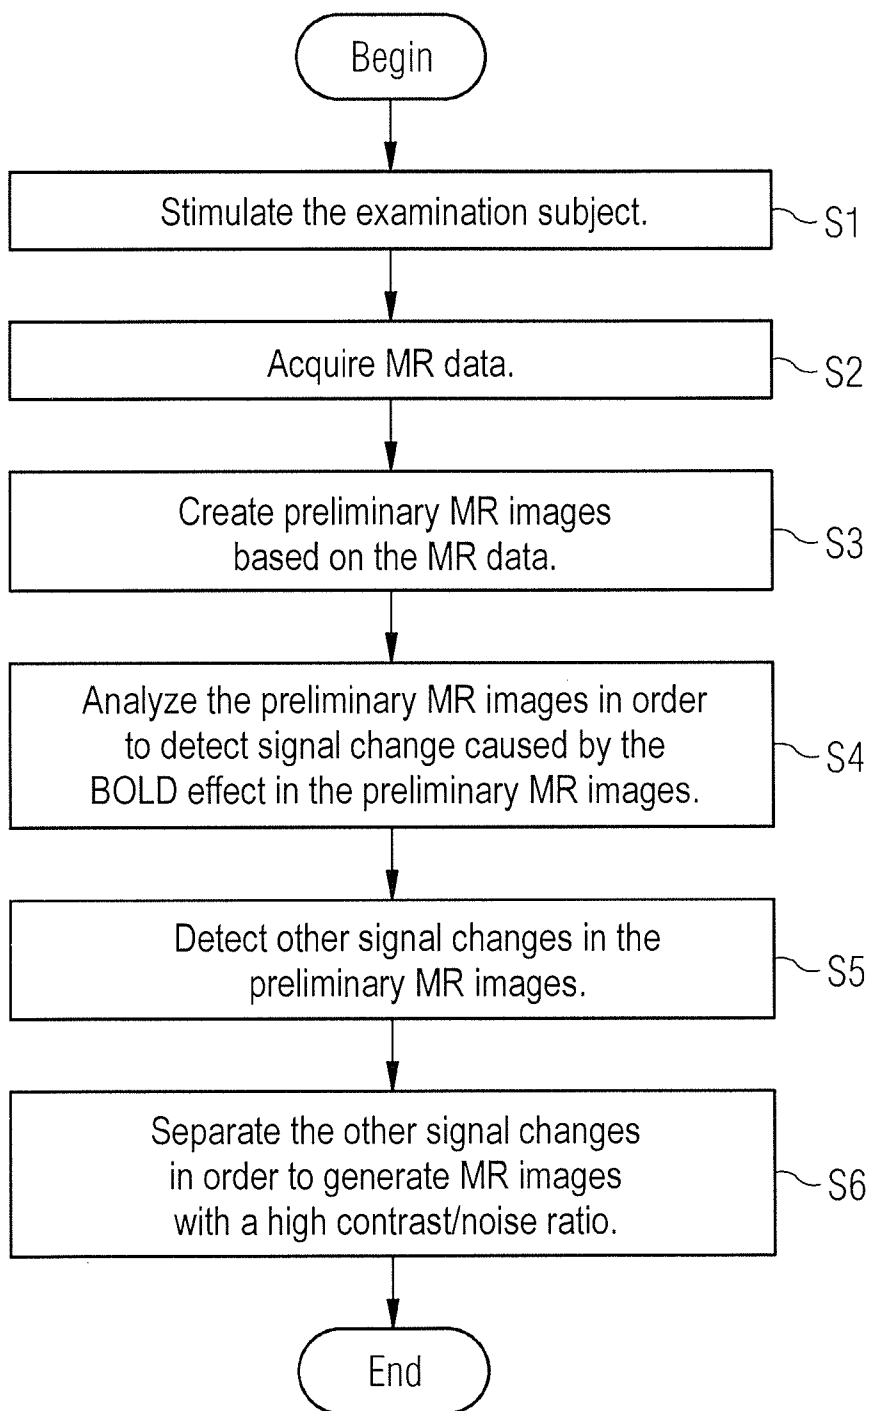 Begin
Stimulate the examination subject.
S1
Acquire MR data.
S2
Create preliminary MR images
based on the MR data.
S3
Analyze the preliminary MR images in order
to detect signal change caused by the
BOLD effect in the preliminary MR images.
S4
Detect other signal changes in the
preliminary MR images.
S5
Separate the other signal changes
in order to generate MR images
with a high contrast/noise ratio.
S6
End